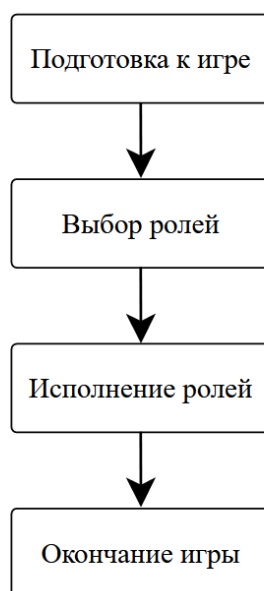 Подготовка к игре
Выбор ролей
Исполнение ролей
Окончание игры